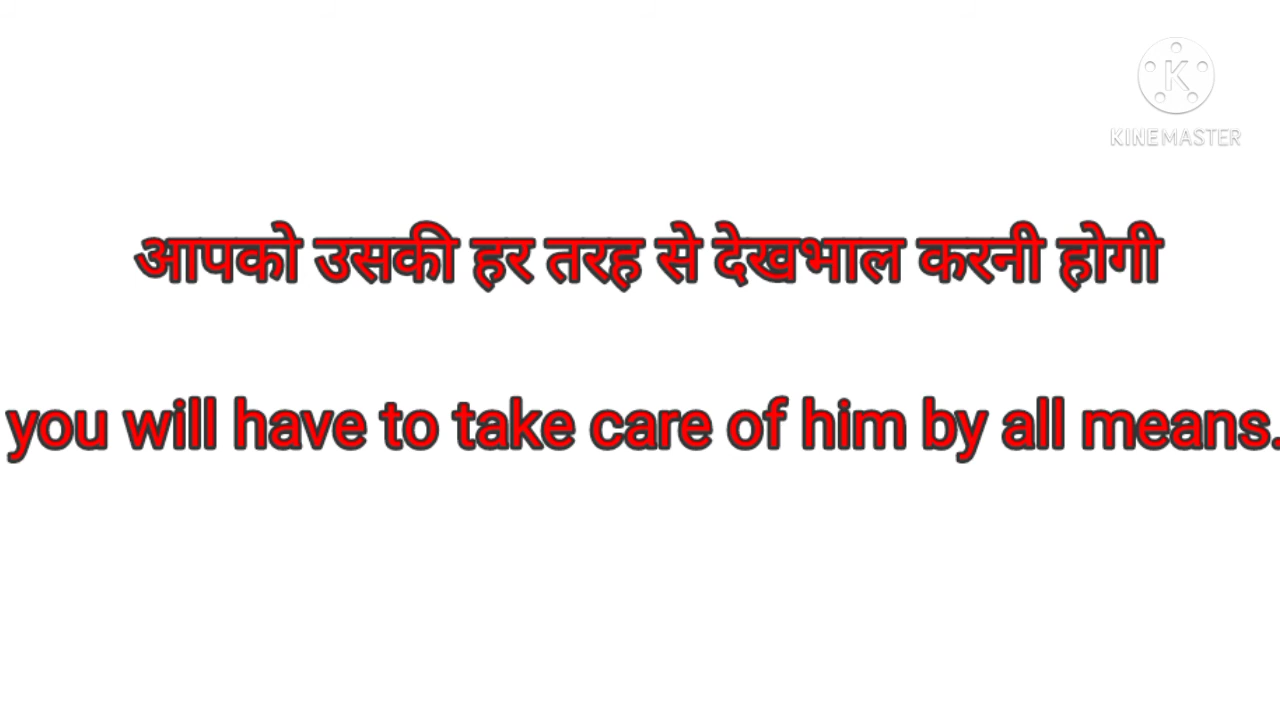 KINEMASTER
आपको उसकी हर तरह से देखभाल करनी होगी
you will have to take care of him by all means.